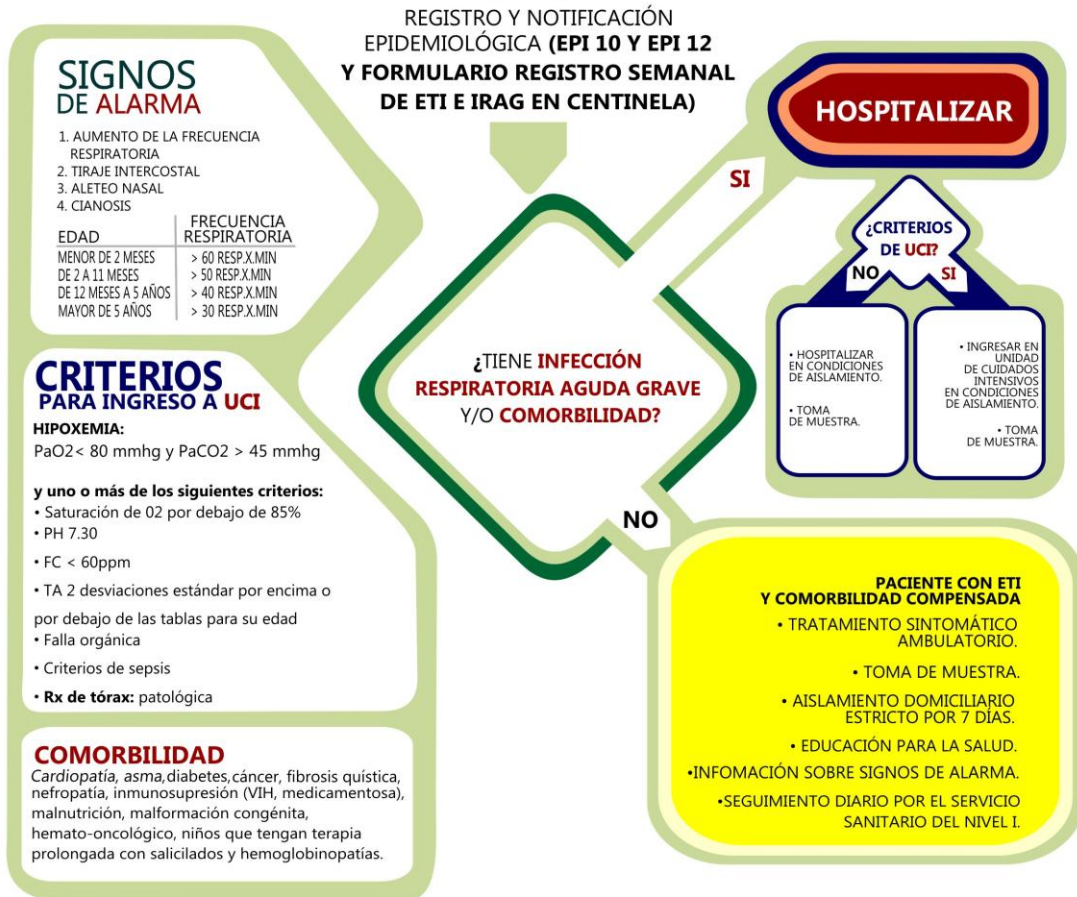 REGISTRO Y NOTIFICACIÓN
EPIDEMIOLÓGICA (EPI 10 Y EPI 12
Y FORMULARIO REGISTRO SEMANAL
DE ETI E IRAG EN CENTINELA)
SIGNOS
DE ALARMA
1. AUMENTO DE LA FRECUENCIA
RESPIRATORIA
2. TIRAJE INTERCOSTAL
3. ALETEO NASAL
4. CIANOSIS
EDAD FRECUENCIA RESPIRATORIA
MENOR DE 2 MESES > 60 RESP.X.MIN
DE 2 A 11 MESES > 50 RESP.X.MIN
DE 12 MESES A 5 AÑOS > 40 RESP.X.MIN
MAYOR DE 5 AÑOS > 30 RESP.X.MIN
CRITERIOS
PARA INGRESO A UCI
HIPOXEMIA:
PaO2< 80 mmhg y PaCO2 > 45 mmhg
y uno o más de los siguientes criterios:
• Saturación de 02 por debajo de 85%
• PH 7.30
• FC < 60ppm
• TA 2 desviaciones estándar por encima o
por debajo de las tablas para su edad
• Falla orgánica
• Criterios de sepsis
• Rx de tórax: patológica
COMORBILIDAD
Cardiopatía, asma,diabetes,cáncer, fibrosis quística,
nefropatía, inmunosupresión (VIH, medicamentosa),
malnutrición, malformación congénita,
hemato-oncológico, niños que tengan terapia
prolongada con salicilados y hemoglobinopatías.
¿TIENE INFECCIÓN
RESPIRATORIA AGUDA GRAVE
Y/O COMORBILIDAD?
SI
HOSPITALIZAR
¿CRITERIOS
DE UCI?
NO SI
• HOSPITALIZAR
EN CONDICIONES
DE AISLAMIENTO.
• TOMA
DE MUESTRA.
• INGRESAR EN
UNIDAD
DE CUIDADOS
INTENSIVOS
EN CONDICIONES
DE AISLAMIENTO.
• TOMA
DE MUESTRA.
NO
PACIENTE CON ETI
Y COMORBILIDAD COMPENSADA
• TRATAMIENTO SINTOMÁTICO
AMBULATORIO.
• TOMA DE MUESTRA.
• AISLAMIENTO DOMICILIARIO
ESTRICTO POR 7 DÍAS.
• EDUCACIÓN PARA LA SALUD.
•INFOMACIÓN SOBRE SIGNOS DE ALARMA.
•SEGUIMIENTO DIARIO POR EL SERVICIO
SANITARIO DEL NIVEL I.